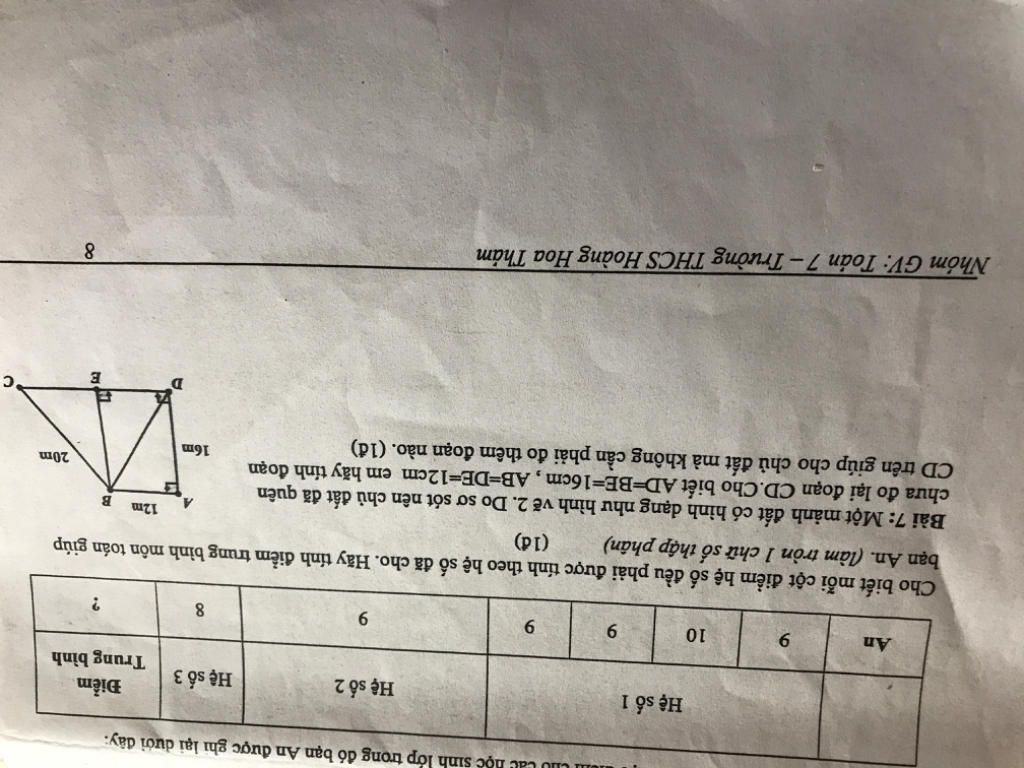 cho các học sinh lớp trong đó bạn An được ghi lại dưới đây:
Hệ số 1 Hệ số 2 Hệ số 3 Điểm
Trung bình
An 9 10 9 9 9 8 ?
Cho biết mỗi cột điểm hệ số đều phải được tính theo hệ số đã cho. Hãy tính điểm trung bình môn toán giúp
bạn An. (làm tròn 1 chữ số thập phân) (1đ)
Bài 7: Một mảnh đất có hình dạng như hình vẽ 2. Do sơ sót nên chủ đất đã quên
chưa đo lại đoạn CD.Cho biết AD=BE=16cm , AB=DE=12cm em hãy tính đoạn
CD trên giúp cho chủ đất mà không cần phải đo thêm đoạn nào. (1đ)
A 12m B
16m 20m
D E C
Nhóm GV: Toán 7 – Trường THCS Hoàng Hoa Thám 8